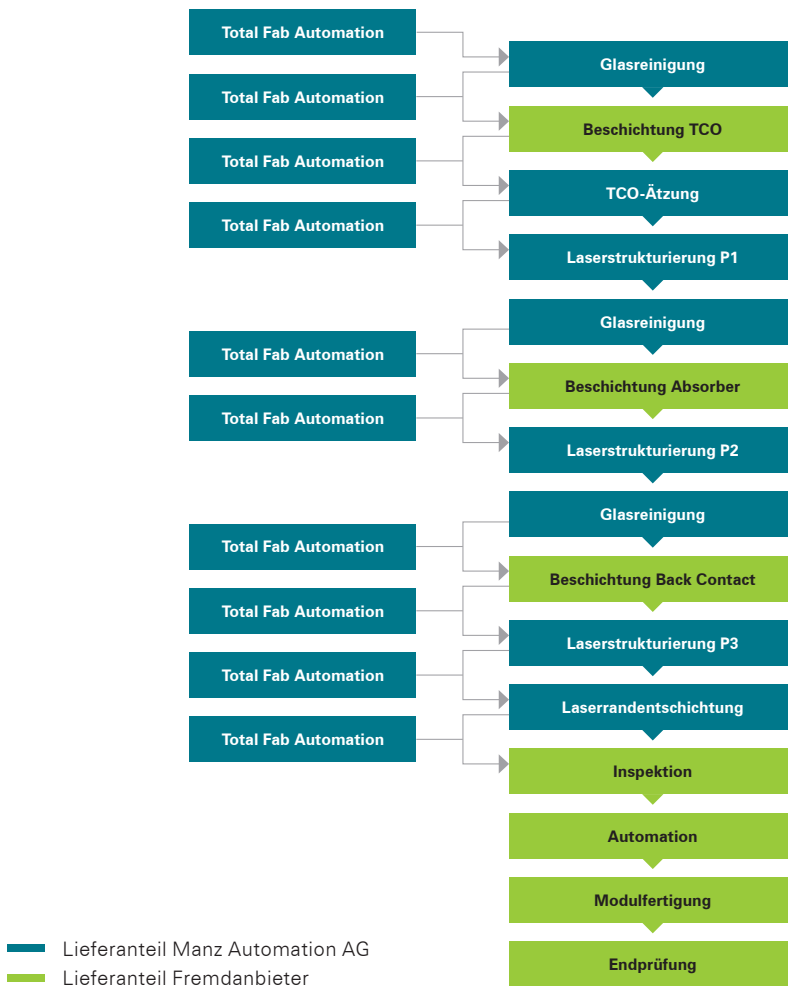 Total Fab Automation
Glasreinigung
Total Fab Automation
Beschichtung TCO
Total Fab Automation
TCO-Ätzung
Total Fab Automation
Laserstrukturierung P1
Glasreinigung
Total Fab Automation
Beschichtung Absorber
Total Fab Automation
Laserstrukturierung P2
Glasreinigung
Total Fab Automation
Beschichtung Back Contact
Total Fab Automation
Laserstrukturierung P3
Total Fab Automation
Laserrandentschichtung
Total Fab Automation
Inspektion
Automation
Modulfertigung
Endprüfung
Lieferanteil Manz Automation AG
Lieferanteil Fremdanbieter